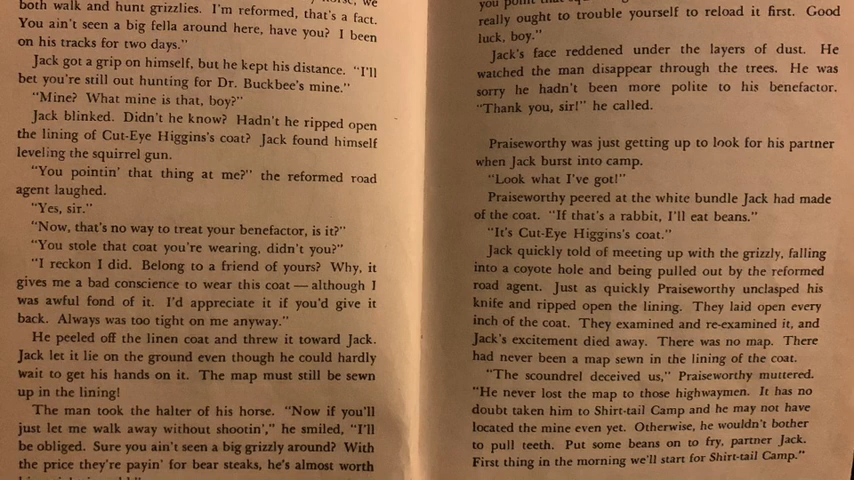 horse, we
both walk and hunt grizzlies. I'm reformed, that's a fact.
You ain't seen a big fella around here, have you? I been
on his tracks for two days."
Jack got a grip on himself, but he kept his distance. "I'll
bet you're still out hunting for Dr. Buckbee's mine."
"Mine? What mine is that, boy?"
Jack blinked. Didn't he know? Hadn't he ripped open
the lining of Cut-Eye Higgins's coat? Jack found himself
leveling the squirrel gun.
"You pointin' that thing at me?" the reformed road
agent laughed.
"Yes, sir."
"Now, that's no way to treat your benefactor, is it?"
"You stole that coat you're wearing, didn't you?"
"I reckon I did. Belong to a friend of yours? Why, it
gives me a bad conscience to wear this coat — although I
was awful fond of it. I'd appreciate it if you'd give it
back. Always was too tight on me anyway."
He peeled off the linen coat and threw it toward Jack.
Jack let it lie on the ground even though he could hardly
wait to get his hands on it. The map must still be sewn
up in the lining!
The man took the halter of his horse. "Now if you'll
just let me walk away without shootin'," he smiled, "I'll
be obliged. Sure you ain't seen a big grizzly around? With
the price they're payin' for bear steaks, he's almost worth
you point that
really ought to trouble yourself to reload it first. Good
luck, boy."
Jack's face reddened under the layers of dust. He
watched the man disappear through the trees. He was
sorry he hadn't been more polite to his benefactor.
"Thank you, sir!" he called.
Praiseworthy was just getting up to look for his partner
when Jack burst into camp.
"Look what I've got!"
Praiseworthy peered at the white bundle Jack had made
of the coat. "If that's a rabbit, I'll eat beans."
"It's Cut-Eye Higgins's coat."
Jack quickly told of meeting up with the grizzly, falling
into a coyote hole and being pulled out by the reformed
road agent. Just as quickly Praiseworthy unclasped his
knife and ripped open the lining. They laid open every
inch of the coat. They examined and re-examined it, and
Jack's excitement died away. There was no map. There
had never been a map sewn in the lining of the coat.
"The scoundrel deceived us," Praiseworthy muttered.
"He never lost the map to those highwaymen. It has no
doubt taken him to Shirt-tail Camp and he may not have
located the mine even yet. Otherwise, he wouldn't bother
to pull teeth. Put some beans on to fry, partner Jack.
First thing in the morning we'll start for Shirt-tail Camp."